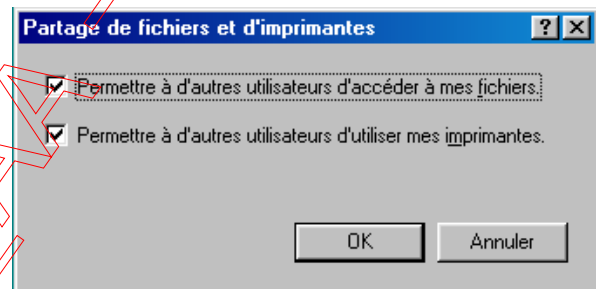 Partage de fichiers et d'imprimantes
Permettre à d'autres utilisateurs d'accéder à mes fichiers.
Permettre à d'autres utilisateurs d'utiliser mes imprimantes.
OK
Annuler